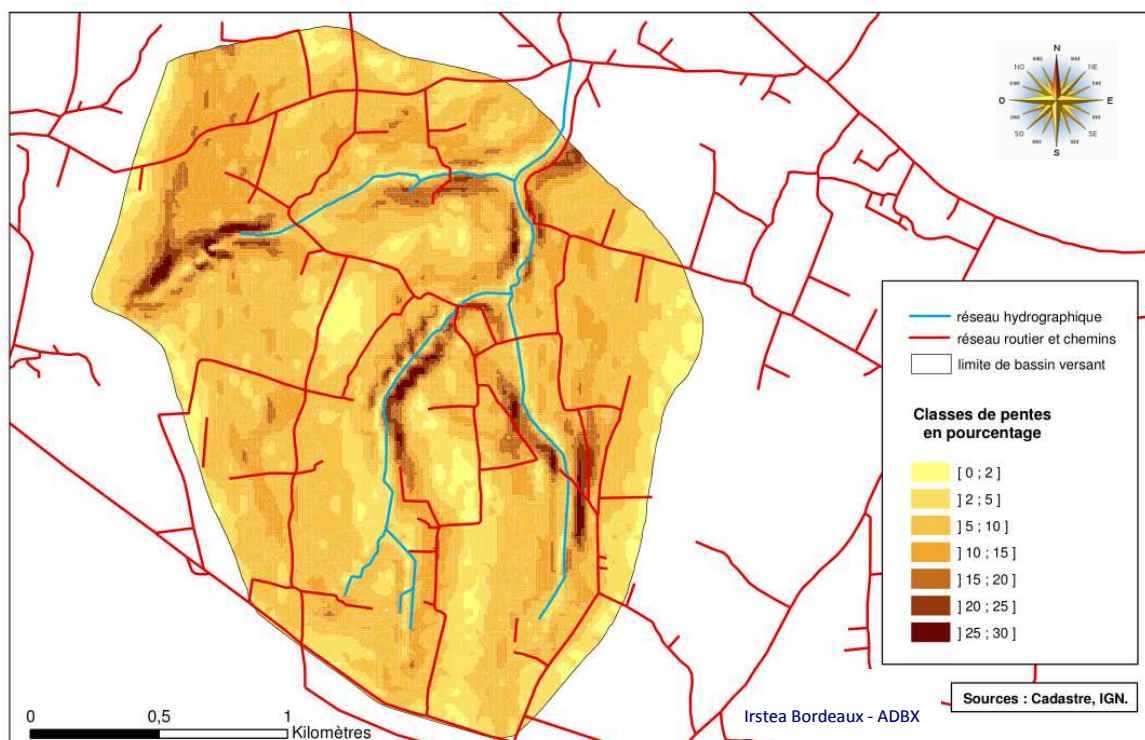 N
NO
NE
O
E
SO
SE
S
réseau hydrographique
réseau routier et chemins
limite de bassin versant
Classes de pentes
en pourcentage
[ 0 ; 2 ]
] 2 ; 5 ]
] 5 ; 10 ]
] 10 ; 15 ]
] 15 ; 20 ]
] 20 ; 25 ]
] 25 ; 30 ]
Sources : Cadastre, IGN.
Irstea Bordeaux - ADBX
0 0,5 1
Kilomètres